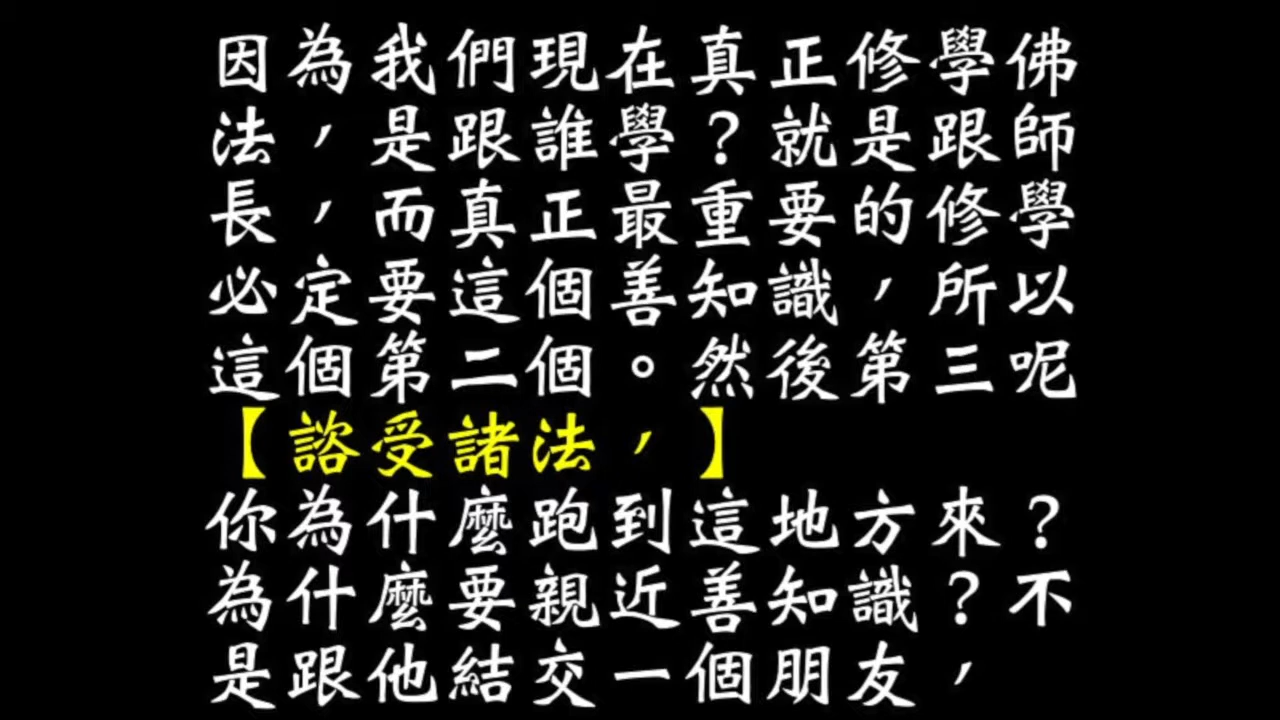 因為我們現在真正修學佛
法，是跟誰學？就是跟師
長，而真正最重要的修學
必定要這個善知識，所以
這個第二個。然後第三呢
【諮受諸法，】
你為什麼跑到這地方來？
為什麼要親近善知識？不
是跟他結交一個朋友，